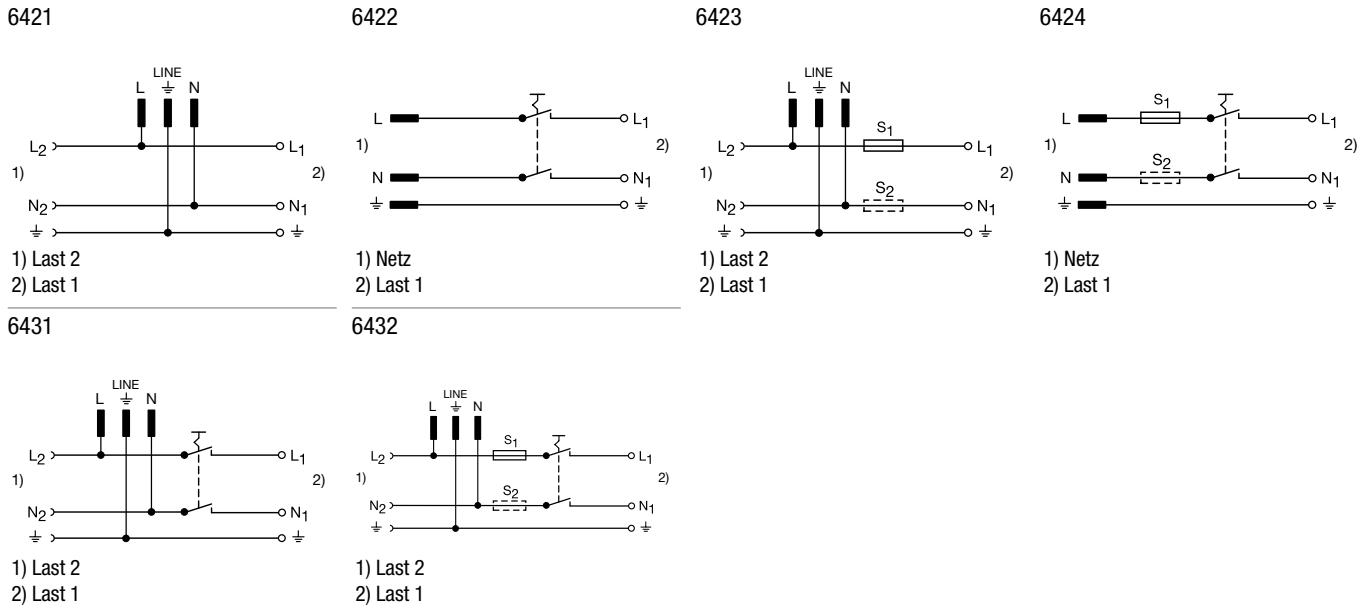 6421
LINE
L ⏚ N
L2 L1
1) 2)
N2 N1
⏚ ⏚
1) Last 2
2) Last 1
6422
L L1
1) 2)
N N1
⏚ ⏚
1) Netz
2) Last 1
6423
LINE
L ⏚ N
S1
L2 L1
1) 2)
S2
N2 N1
⏚ ⏚
1) Last 2
2) Last 1
6424
S1
L L1
1) 2)
S2
N N1
⏚ ⏚
1) Netz
2) Last 1
6431
LINE
L ⏚ N
L2 L1
1) 2)
N2 N1
⏚ ⏚
1) Last 2
2) Last 1
6432
LINE
L ⏚ N
S1
L2 L1
1) 2)
S2
N2 N1
⏚ ⏚
1) Last 2
2) Last 1